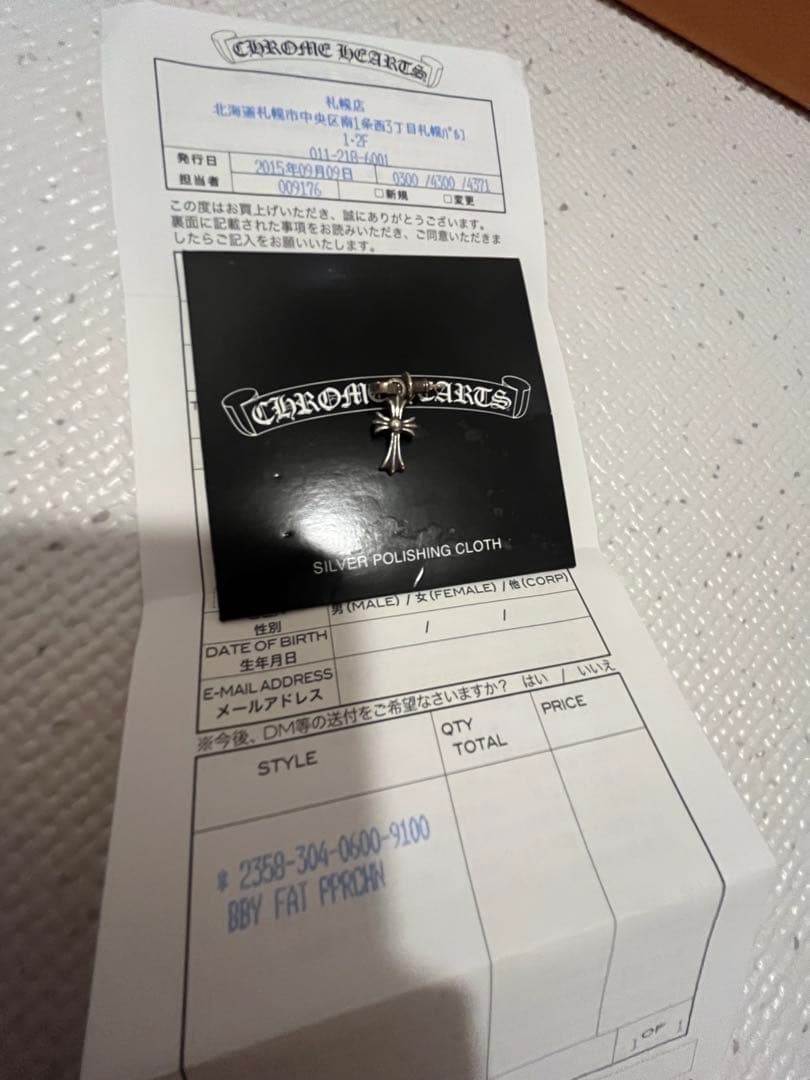 CHROME HEARTS
札幌店
北海道札幌市中央区南1条西3丁目札幌ﾊﾟﾙｺ
1・2F
011-218-6001
発行日 2015年09月09日 0300 /4300 /4371
担当者 009176 □新規 □変更
この度はお買上げいただき、誠にありがとうございます。
裏面に記載された事項をお読みいただき、ご同意いただきま
したらご記入をお願いいたします。
CHROME HEARTS
SILVER POLISHING CLOTH
性別 男(MALE) / 女(FEMALE) / 他(CORP)
DATE OF BIRTH / /
生年月日
E-MAIL ADDRESS
メールアドレス
※今後、DM等の送付をご希望なさいますか? はい / いいえ
STYLE QTY PRICE
TOTAL
* 2358-304-0600-9100
BBY FAT PPRCHN
1 OF 1